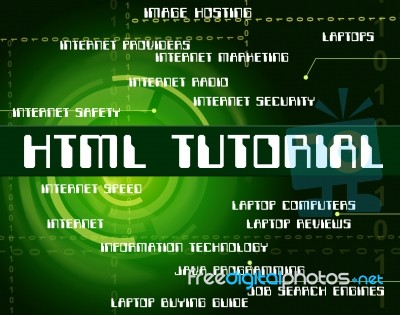 IMAGE HOSTING
LAPTOPS
INTERNET PROVIDERS
INTERNET MARKETING
INTERNET RADIO
INTERNET SECURITY
INTERNET SAFETY
HTML TUTORIAL
INTERNET SPEED
LAPTOP COMPUTERS
INTERNET
LAPTOP REVIEWS
INFORMATION TECHNOLOGY
JAVA PROGRAMMING
freedigitalphotos.net
JOB SEARCH ENGINES
LAPTOP BUYING GUIDE